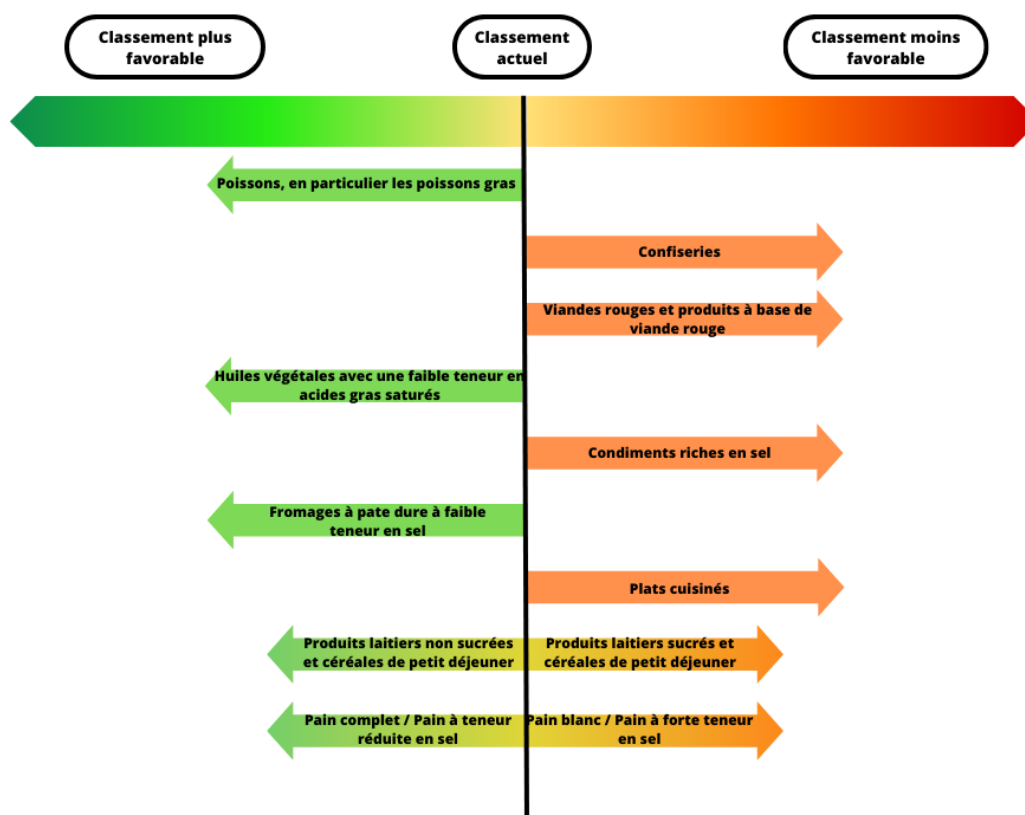 Classement plus
favorable
Classement
actuel
Classement moins
favorable
Poissons, en particulier les poissons gras
Confiseries
Viandes rouges et produits à base de
viande rouge
Huiles végétales avec une faible teneur en
acides gras saturés
Condiments riches en sel
Fromages à pate dure à faible
teneur en sel
Plats cuisinés
Produits laitiers non sucrées
et céréales de petit déjeuner
Produits laitiers sucrés et
céréales de petit déjeuner
Pain complet / Pain à teneur
réduite en sel
Pain blanc / Pain à forte teneur
en sel